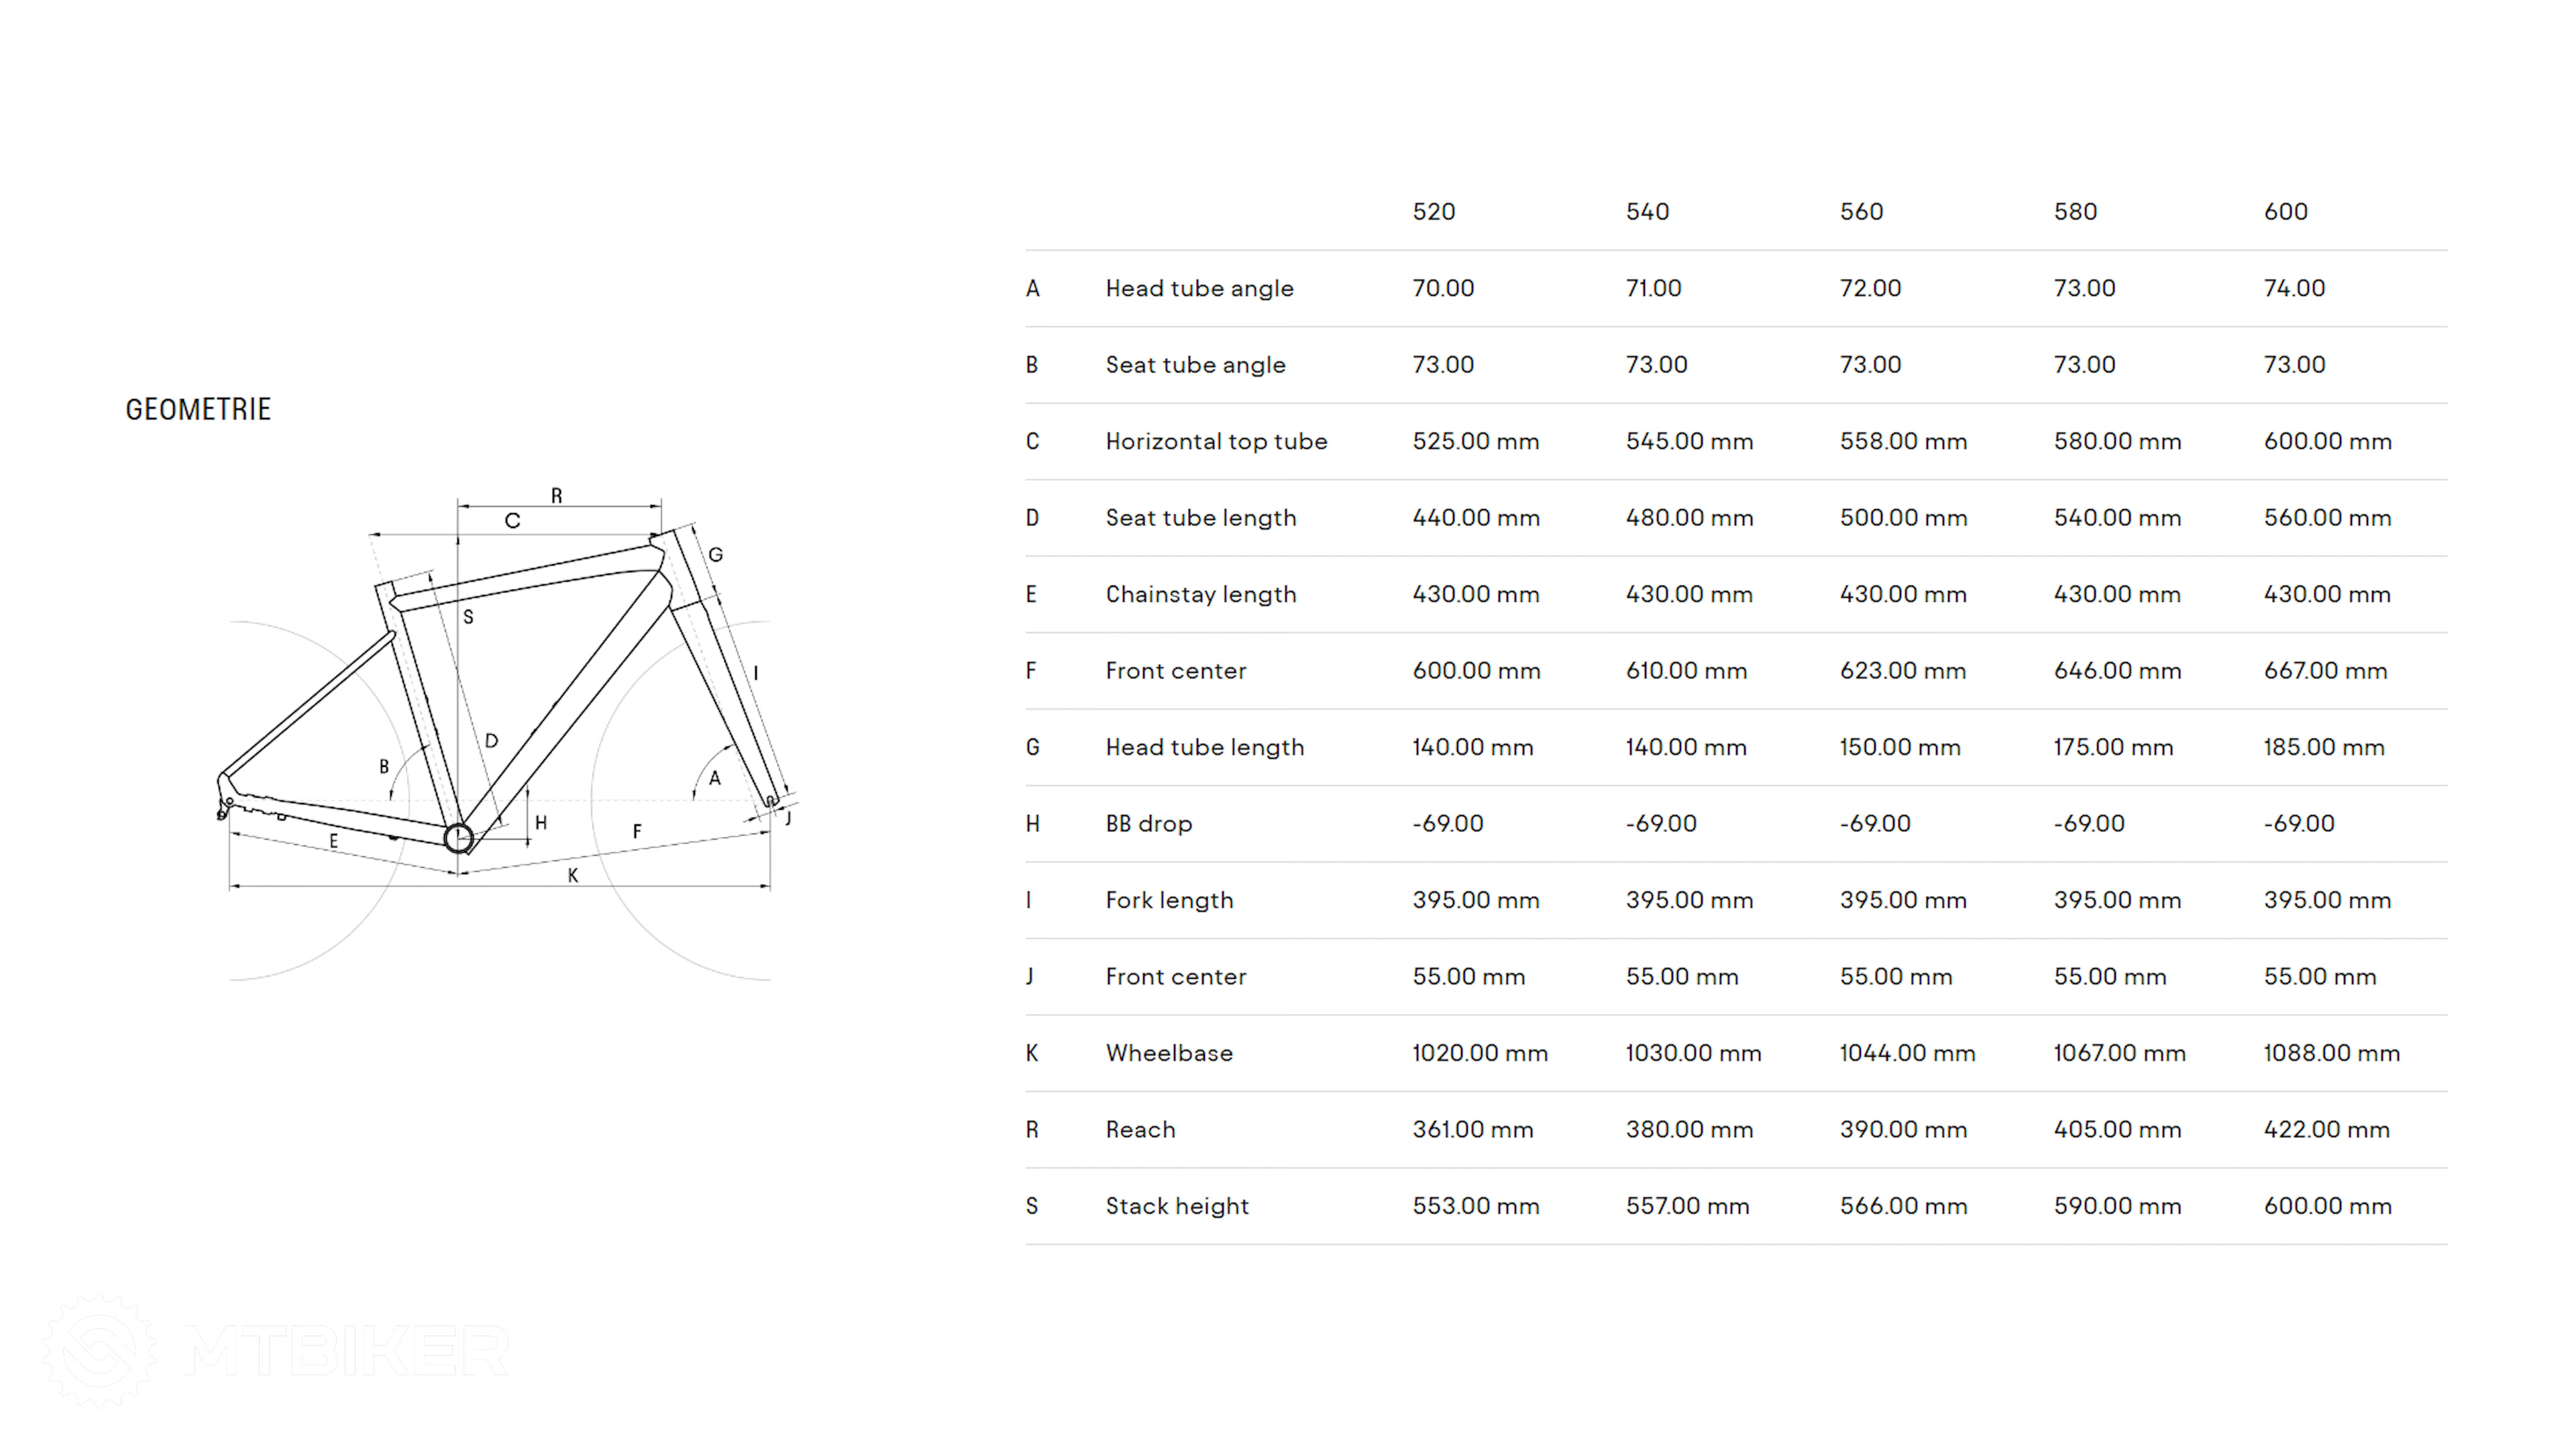 520 540 560 580 600
A Head tube angle 70.00 71.00 72.00 73.00 74.00
B Seat tube angle 73.00 73.00 73.00 73.00 73.00
GEOMETRIE
C Horizontal top tube 525.00 mm 545.00 mm 558.00 mm 580.00 mm 600.00 mm
D Seat tube length 440.00 mm 480.00 mm 500.00 mm 540.00 mm 560.00 mm
E Chainstay length 430.00 mm 430.00 mm 430.00 mm 430.00 mm 430.00 mm
F Front center 600.00 mm 610.00 mm 623.00 mm 646.00 mm 667.00 mm
G Head tube length 140.00 mm 140.00 mm 150.00 mm 175.00 mm 185.00 mm
H BB drop -69.00 -69.00 -69.00 -69.00 -69.00
I Fork length 395.00 mm 395.00 mm 395.00 mm 395.00 mm 395.00 mm
J Front center 55.00 mm 55.00 mm 55.00 mm 55.00 mm 55.00 mm
K Wheelbase 1020.00 mm 1030.00 mm 1044.00 mm 1067.00 mm 1088.00 mm
R Reach 361.00 mm 380.00 mm 390.00 mm 405.00 mm 422.00 mm
S Stack height 553.00 mm 557.00 mm 566.00 mm 590.00 mm 600.00 mm
R
C
G
S
I
D
B
A
H
J
F
E
K
MTBIKER